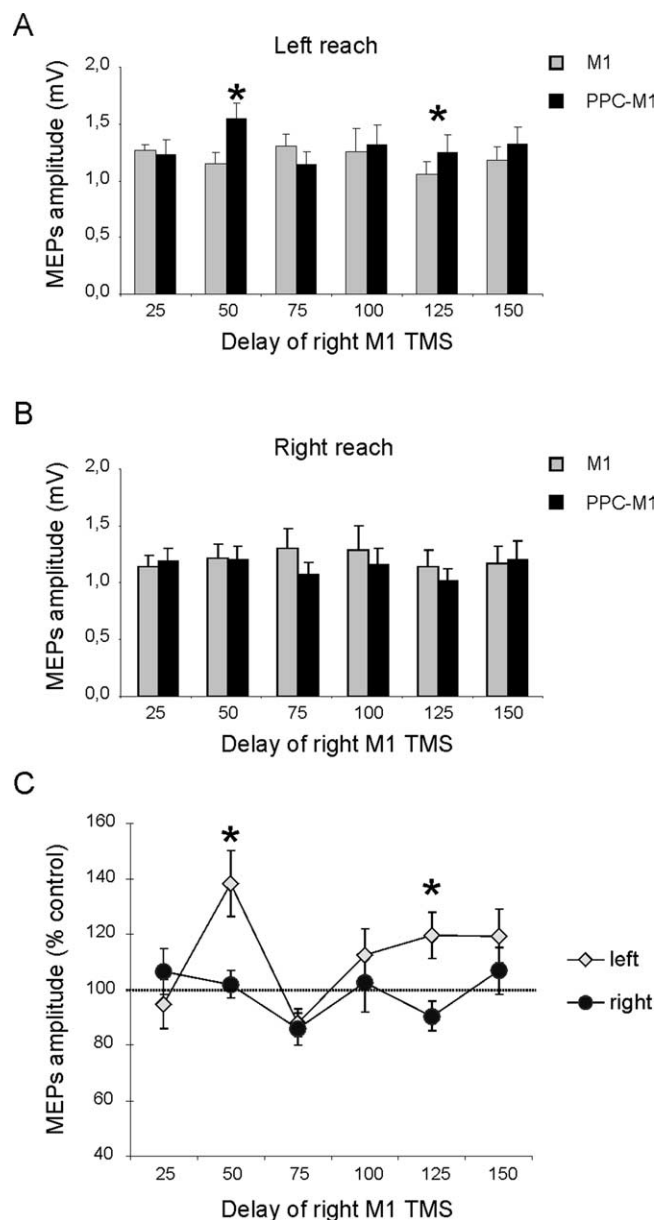 A
Left reach
MEPs amplitude (mV)
2,0
1,5
1,0
0,5
0,0
*
*
25 50 75 100 125 150
Delay of right M1 TMS
M1
PPC-M1
B
Right reach
MEPs amplitude (mV)
2,0
1,5
1,0
0,5
0,0
25 50 75 100 125 150
Delay of right M1 TMS
M1
PPC-M1
C
MEPs amplitude (% control)
160
140
120
100
80
60
40
*
*
25 50 75 100 125 150
Delay of right M1 TMS
left
right